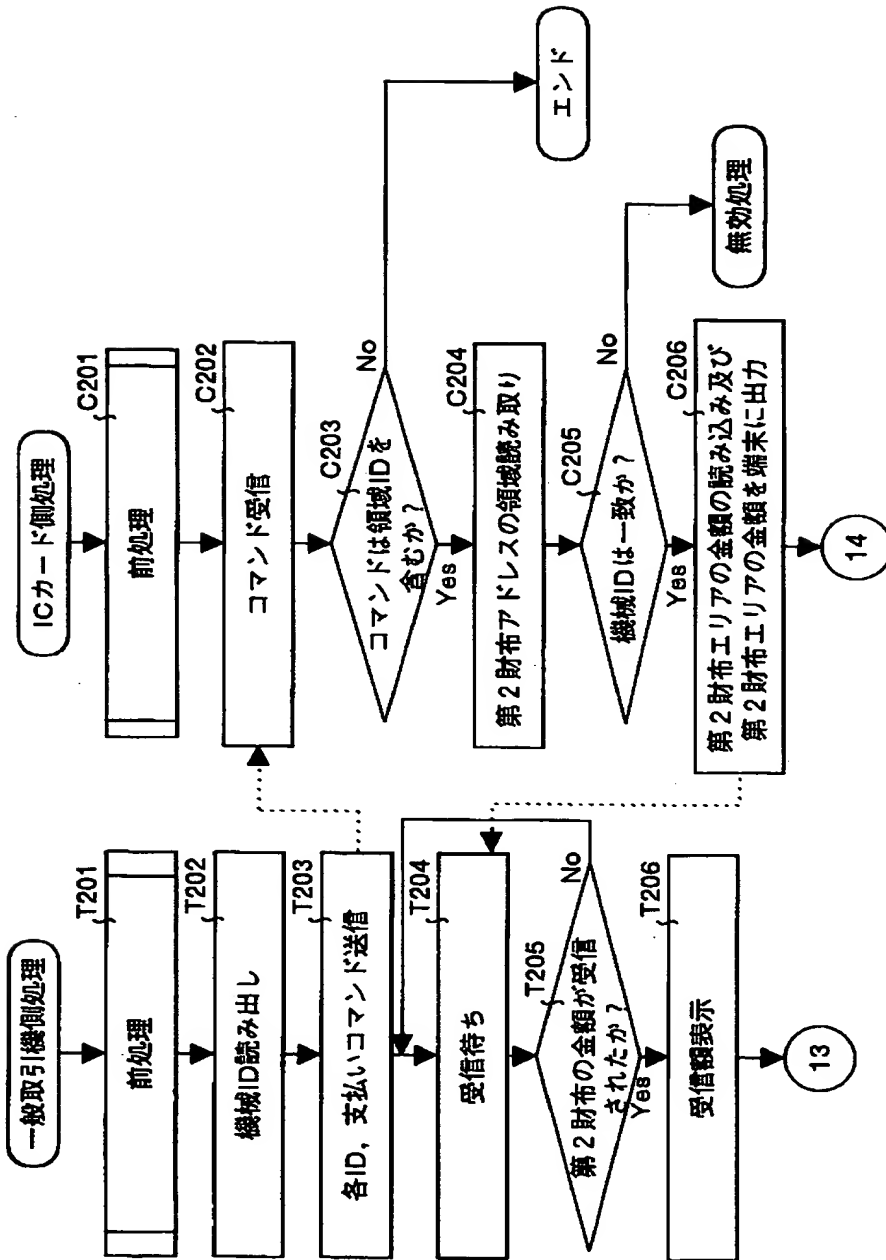 一般取引機側処理
T201
前処理
T202
機械ID読み出し
T203
各ID，支払いコマンド送信
T204
受信待ち
T205
第２財布の金額が受信
されたか？
No
Yes
T206
受信額表示
13
ICカード側処理
C201
前処理
C202
コマンド受信
C203
コマンドは領域IDを
含むか？
No
エンド
Yes
C204
第２財布アドレスの領域読み取り
C205
機械IDは一致か？
No
無効処理
Yes
C206
第２財布エリアの金額の読み込み及び
第２財布エリアの金額を端末に出力
14